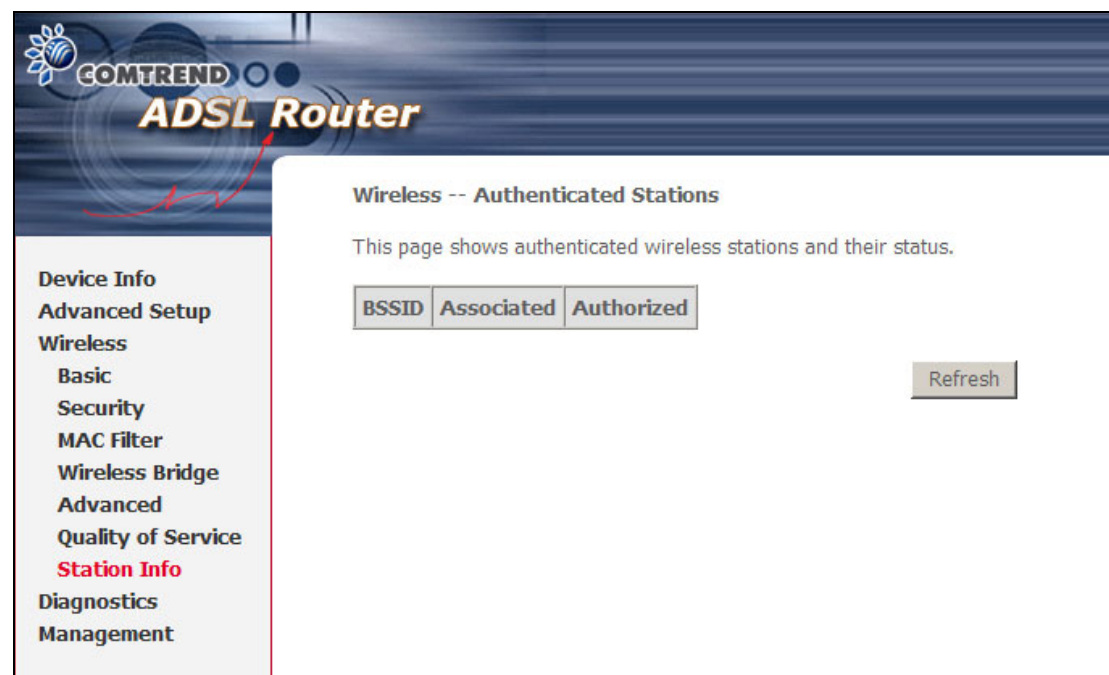 COMTREND
ADSL Router
Wireless -- Authenticated Stations
This page shows authenticated wireless stations and their status.
BSSID Associated Authorized
Refresh
Device Info
Advanced Setup
Wireless
Basic
Security
MAC Filter
Wireless Bridge
Advanced
Quality of Service
Station Info
Diagnostics
Management